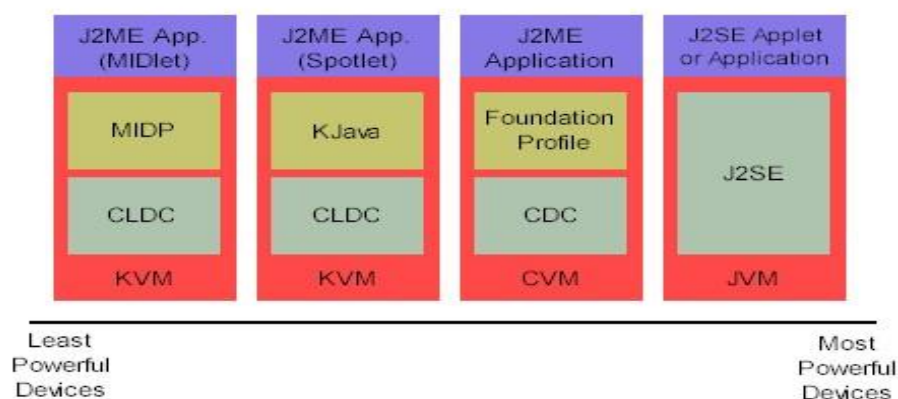 J2ME App.
(MIDlet)
MIDP
CLDC
KVM
J2ME App.
(Spotlet)
KJava
CLDC
KVM
J2ME
Application
Foundation
Profile
CDC
CVM
J2SE Applet
or Application
J2SE
JVM
Least
Powerful
Devices
Most
Powerful
Devices